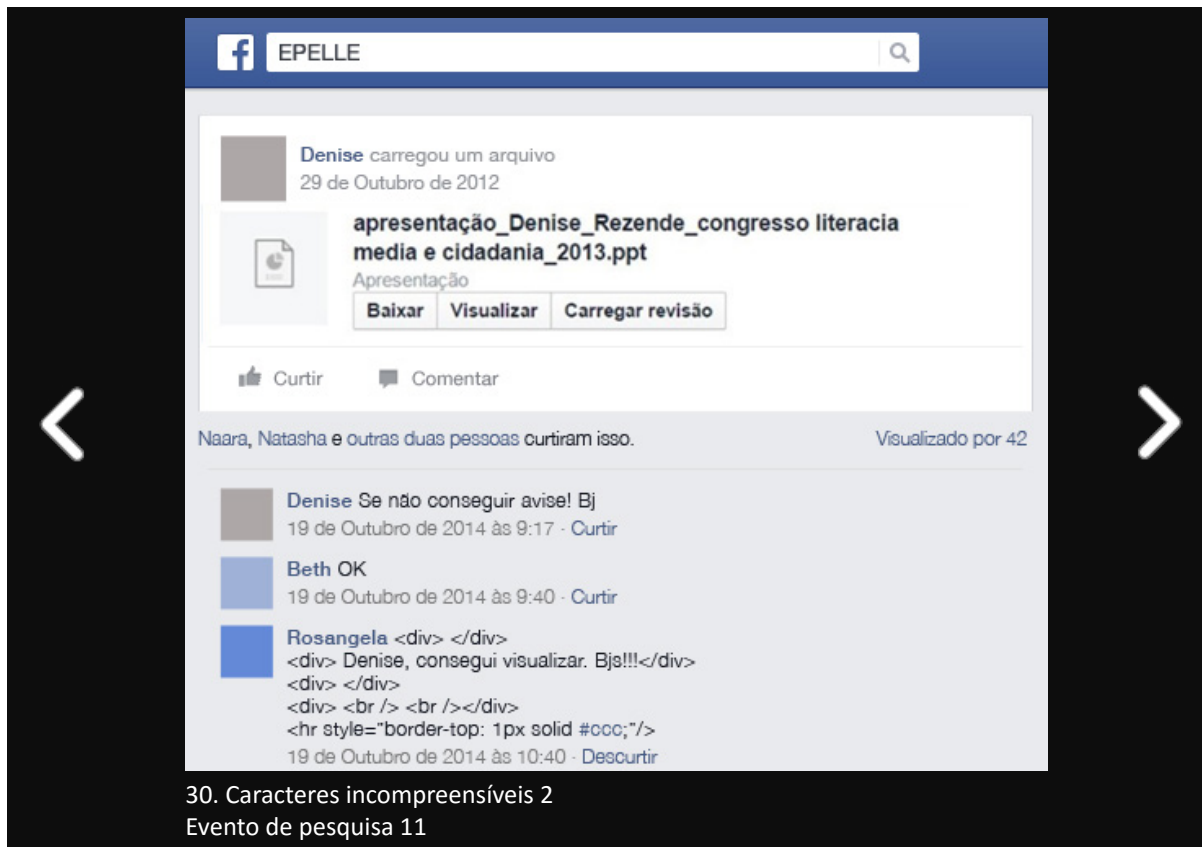 f EPELLE
Denise carregou um arquivo
29 de Outubro de 2012
apresentação_Denise_Rezende_congresso literacia
media e cidadania_2013.ppt
Apresentação
Baixar Visualizar Carregar revisão
Curtir Comentar
Naara, Natasha e outras duas pessoas curtiram isso. Visualizado por 42
Denise Se não conseguir avise! Bj
19 de Outubro de 2014 às 9:17 · Curtir
Beth OK
19 de Outubro de 2014 às 9:40 · Curtir
Rosangela <div> </div>
<div> Denise, consegui visualizar. Bjs!!!</div>
<div> </div>
<div> <br /> <br /></div>
<hr style="border-top: 1px solid #ccc;"/>
19 de Outubro de 2014 às 10:40 · Descurtir
30. Caracteres incompreensíveis 2
Evento de pesquisa 11